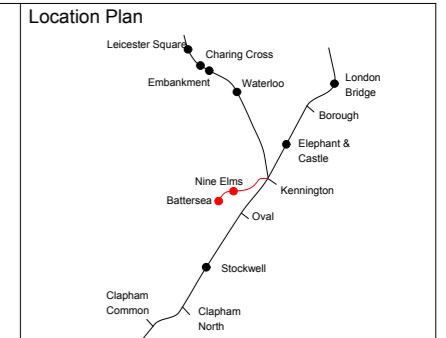 Location Plan
Leicester Square
Charing Cross
Embankment
Waterloo
London
Bridge
Borough
Elephant &
Castle
Nine Elms
Kennington
Battersea
Oval
Stockwell
Clapham
Common
Clapham
North